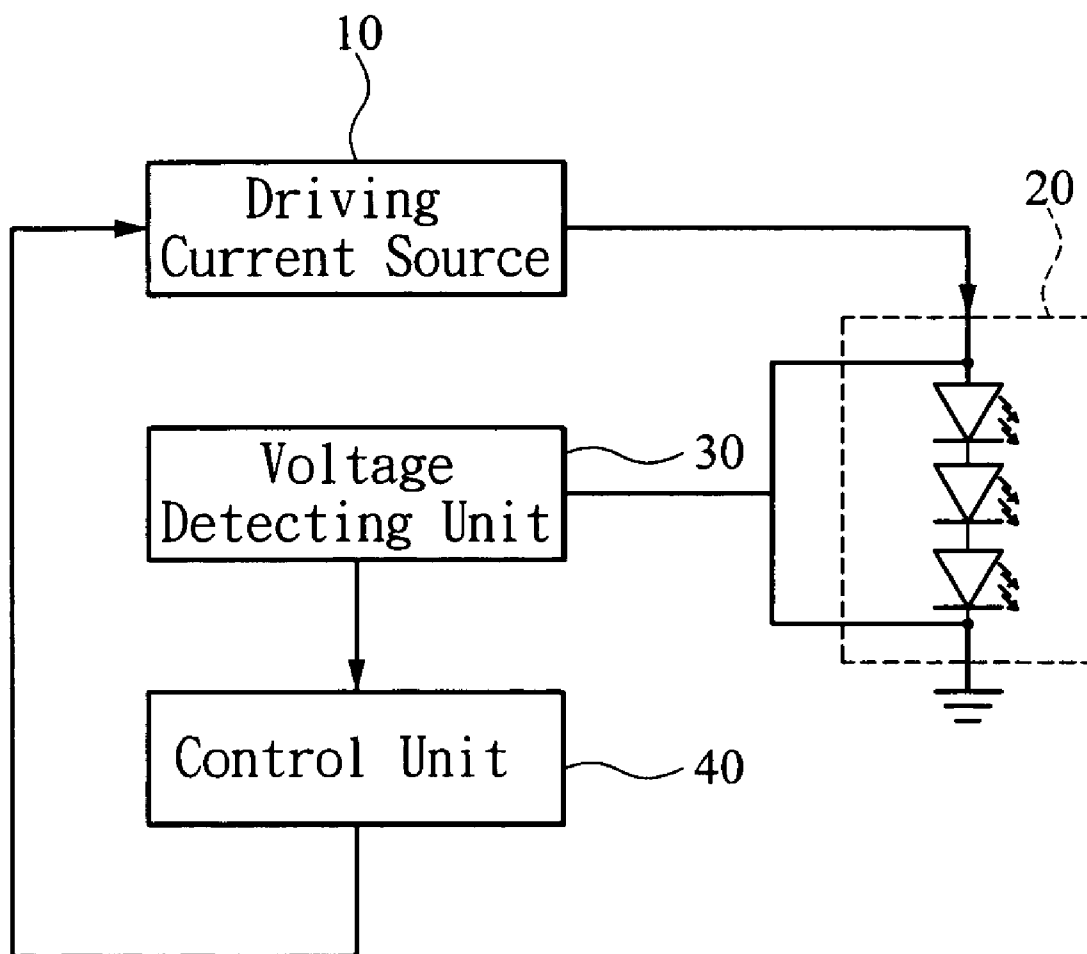 10
Driving
Current Source
20
Voltage
Detecting Unit
30
Control Unit
40